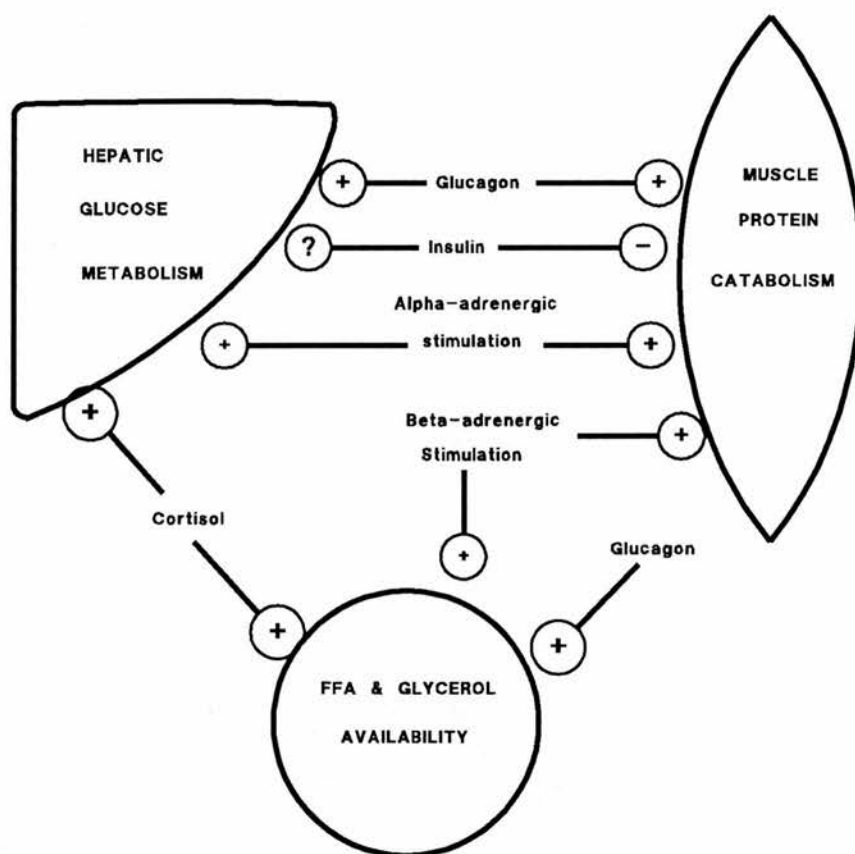 HEPATIC
GLUCOSE
METABOLISM
+
Glucagon
+
MUSCLE
PROTEIN
CATABOLISM
?
Insulin
−
Alpha-adrenergic
stimulation
+
+
+
Beta-adrenergic
Stimulation
+
Cortisol
+
Glucagon
+
+
FFA & GLYCEROL
AVAILABILITY